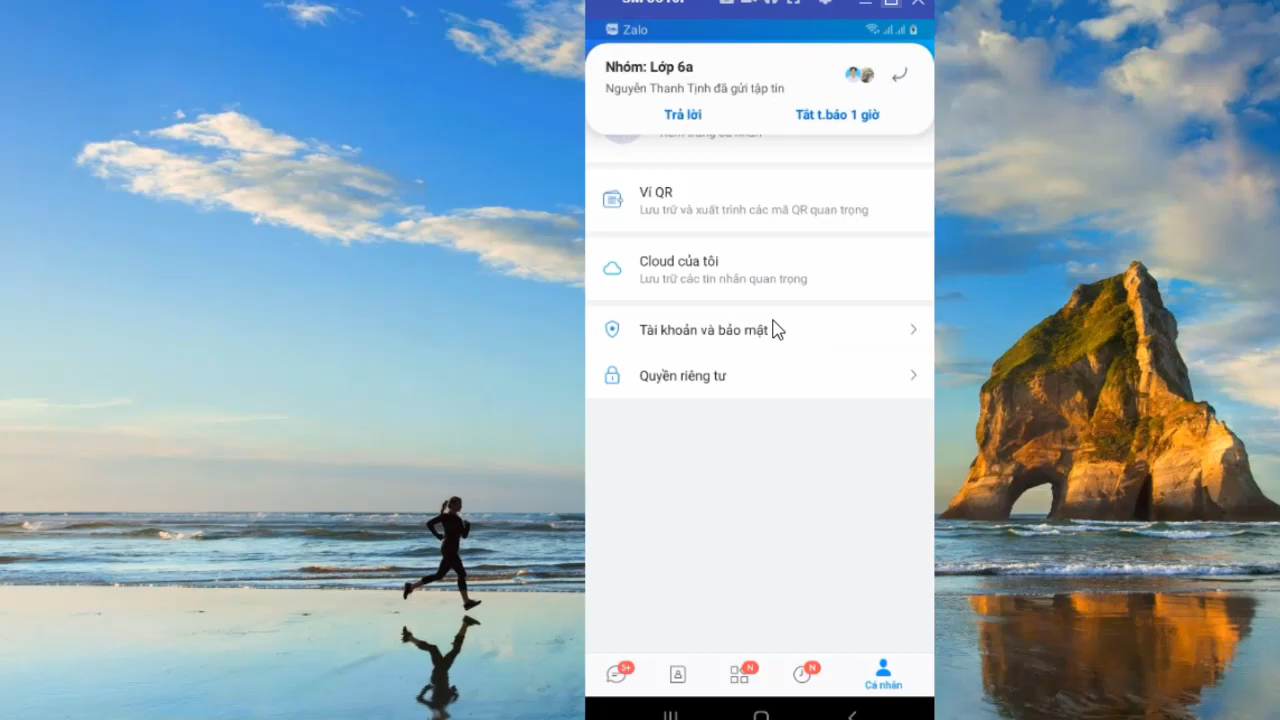 Zalo
Nhóm: Lớp 6a
Nguyễn Thanh Tịnh đã gửi tập tin
Trả lời
Tắt t.báo 1 giờ
Ví QR
Lưu trữ và xuất trình các mã QR quan trọng
Cloud của tôi
Lưu trữ các tin nhắn quan trọng
Tài khoản và bảo mật
Quyền riêng tư
5+
N
N
Cá nhân